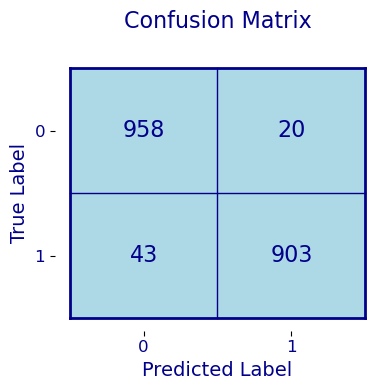 Confusion Matrix
True Label
0
958
20
1
43
903
0
1
Predicted Label